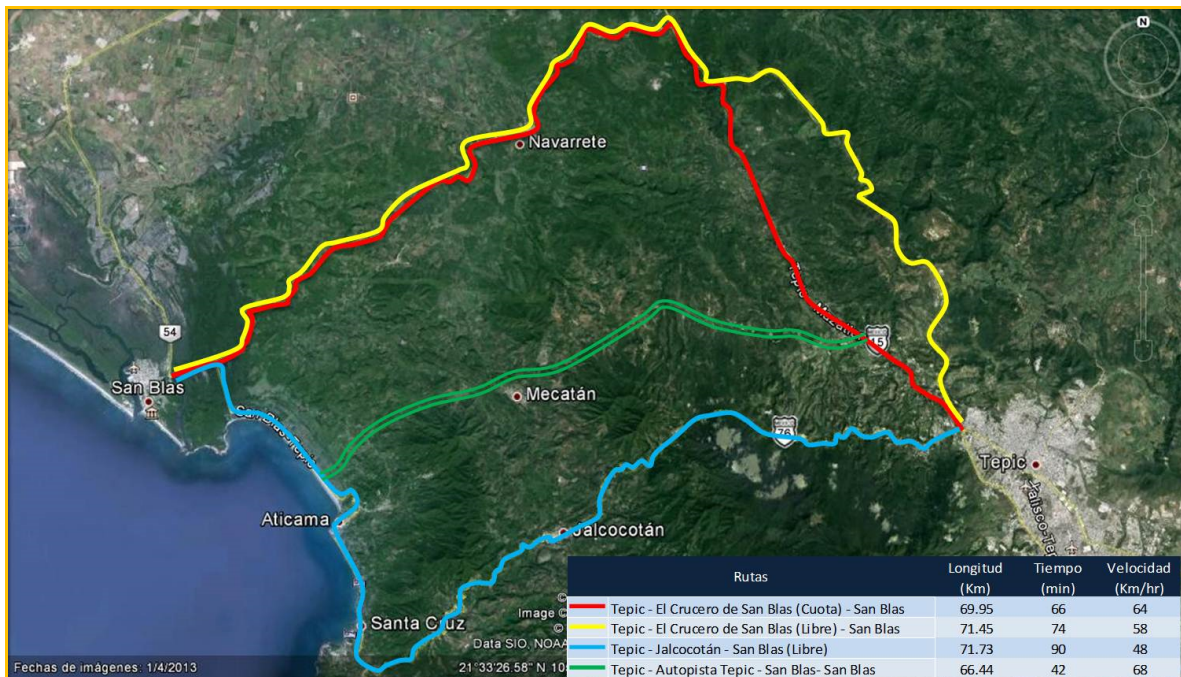 N
Navarrete
54
15
San Blas
Mecatán
76
Tepic
Aticama
Jalcocotán
Santa Cruz
Image ©
Data SIO, NOAA
Fechas de imágenes: 1/4/2013
21°33'26.58" N 10
Rutas Longitud (Km) Tiempo (min) Velocidad (Km/hr)
Tepic - El Crucero de San Blas (Cuota) - San Blas 69.95 66 64
Tepic - El Crucero de San Blas (Libre) - San Blas 71.45 74 58
Tepic - Jalcocotán - San Blas (Libre) 71.73 90 48
Tepic - Autopista Tepic - San Blas- San Blas 66.44 42 68